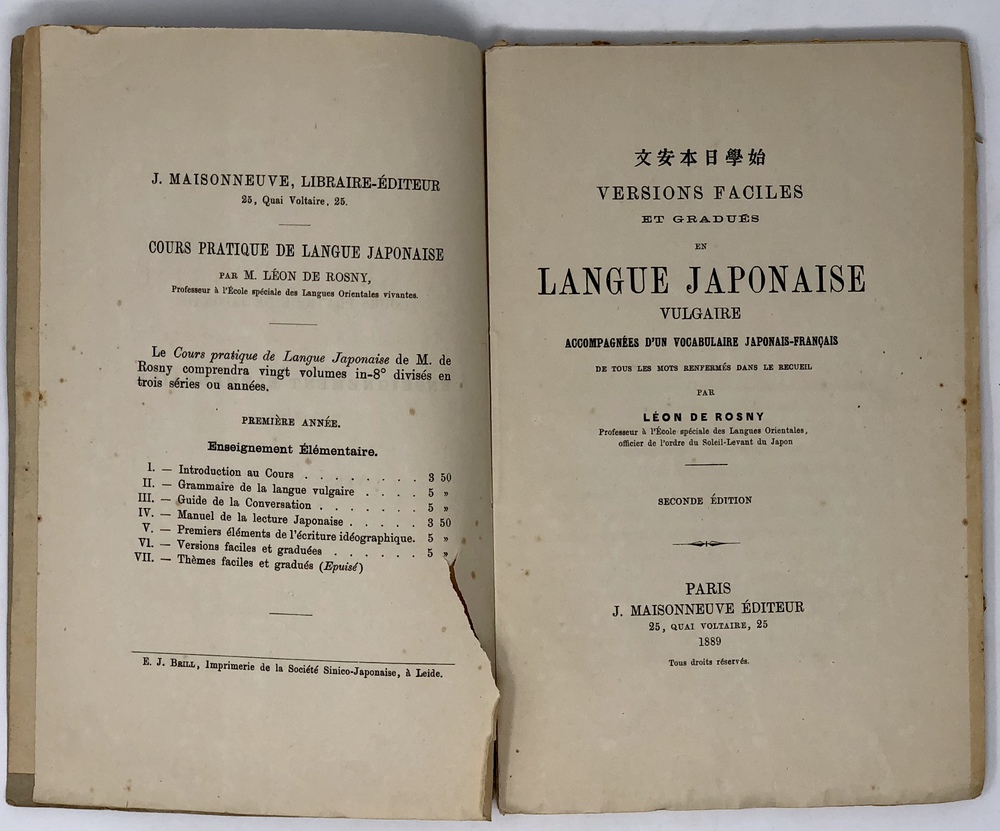 J. MAISONNEUVE, LIBRAIRE-ÉDITEUR
25, Quai Voltaire, 25.
COURS PRATIQUE DE LANGUE JAPONAISE
PAR M. LÉON DE ROSNY,
Professeur à l'École spéciale des Langues Orientales vivantes.
Le Cours pratique de Langue Japonaise de M. de
Rosny comprendra vingt volumes in-8° divisés en
trois séries ou années.
PREMIÈRE ANNÉE.
Enseignement Élémentaire.
I. — Introduction au Cours . . . . . . . . 3 50
II. — Grammaire de la langue vulgaire . . . . 5 „
III. — Guide de la Conversation . . . . . . . 5 „
IV. — Manuel de la lecture Japonaise . . . . . 3 50
V. — Premiers éléments de l'écriture idéographique. 5 „
VI. — Versions faciles et graduées . . . . . . 5 „
VII. — Thèmes faciles et gradués (Epuisé)
E. J. BRILL, Imprimerie de la Société Sinico-Japonaise, à Leide.
文安本日學始
VERSIONS FACILES
ET GRADUÉS
EN
LANGUE JAPONAISE
VULGAIRE
ACCOMPAGNÉES D'UN VOCABULAIRE JAPONAIS-FRANÇAIS
DE TOUS LES MOTS RENFERMÉS DANS LE RECUEIL
PAR
LÉON DE ROSNY
Professeur à l'École spéciale des Langues Orientales,
officier de l'ordre du Soleil-Levant du Japon
SECONDE ÉDITION
PARIS
J. MAISONNEUVE ÉDITEUR
25, QUAI VOLTAIRE, 25
1889
Tous droits réservés.